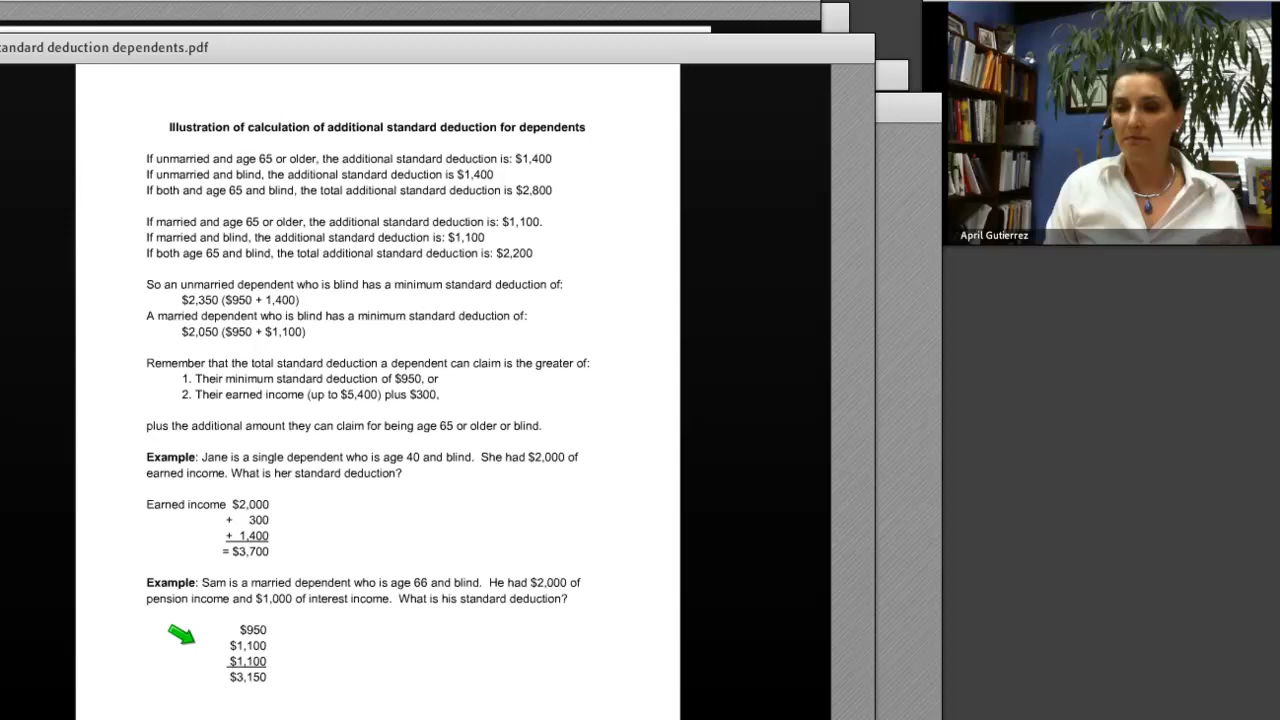 tandard deduction dependents.pdf
Illustration of calculation of additional standard deduction for dependents
If unmarried and age 65 or older, the additional standard deduction is: $1,400
If unmarried and blind, the additional standard deduction is $1,400
If both and age 65 and blind, the total additional standard deduction is $2,800
If married and age 65 or older, the additional standard deduction is: $1,100.
If married and blind, the additional standard deduction is: $1,100
If both age 65 and blind, the total additional standard deduction is: $2,200
So an unmarried dependent who is blind has a minimum standard deduction of:
$2,350 ($950 + 1,400)
A married dependent who is blind has a minimum standard deduction of:
$2,050 ($950 + $1,100)
Remember that the total standard deduction a dependent can claim is the greater of:
1. Their minimum standard deduction of $950, or
2. Their earned income (up to $5,400) plus $300,
plus the additional amount they can claim for being age 65 or older or blind.
Example: Jane is a single dependent who is age 40 and blind. She had $2,000 of
earned income. What is her standard deduction?
Earned income $2,000
+ 300
+ 1,400
= $3,700
Example: Sam is a married dependent who is age 66 and blind. He had $2,000 of
pension income and $1,000 of interest income. What is his standard deduction?
$950
$1,100
$1,100
$3,150
April Gutierrez